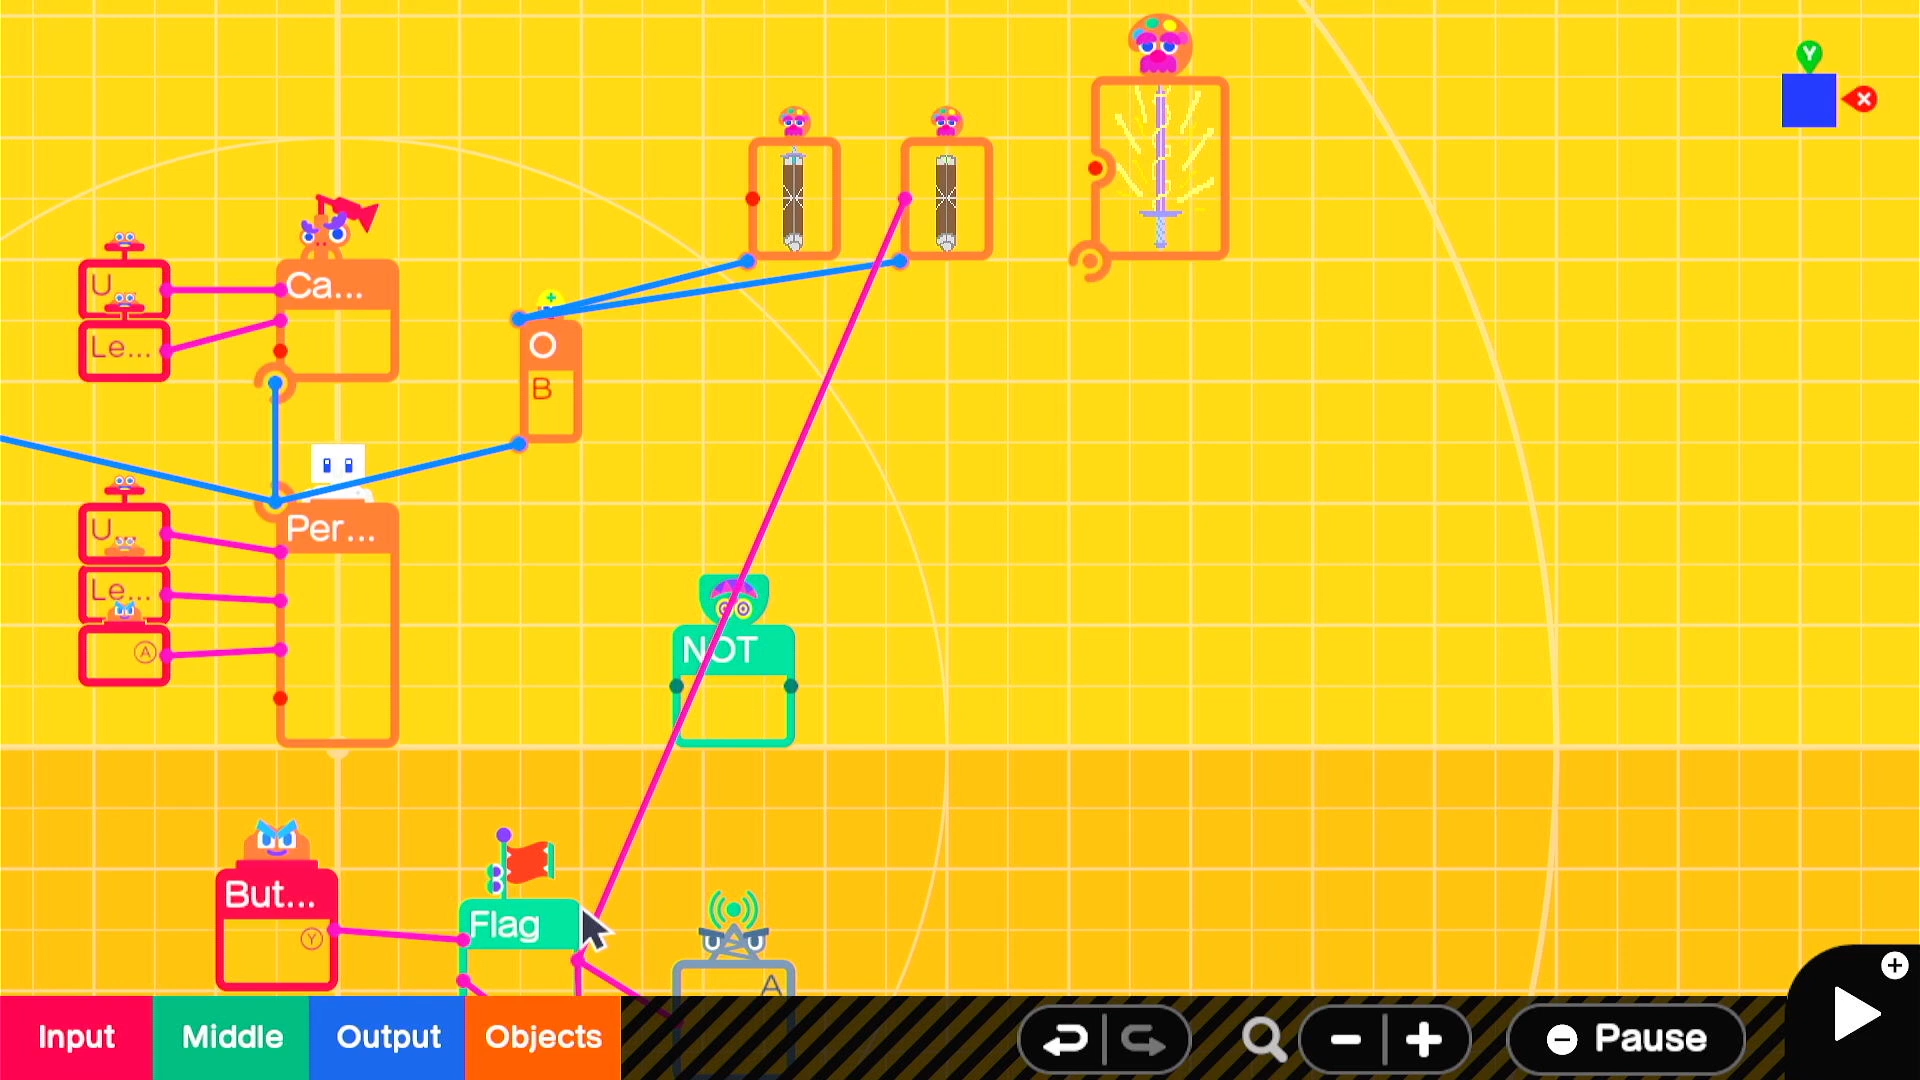 Y
X
U
Ca...
Le...
O
B
U...
Per...
Le...
A
NOT
But...
Y
Flag
A
Input
Middle
Output
Objects
Pause